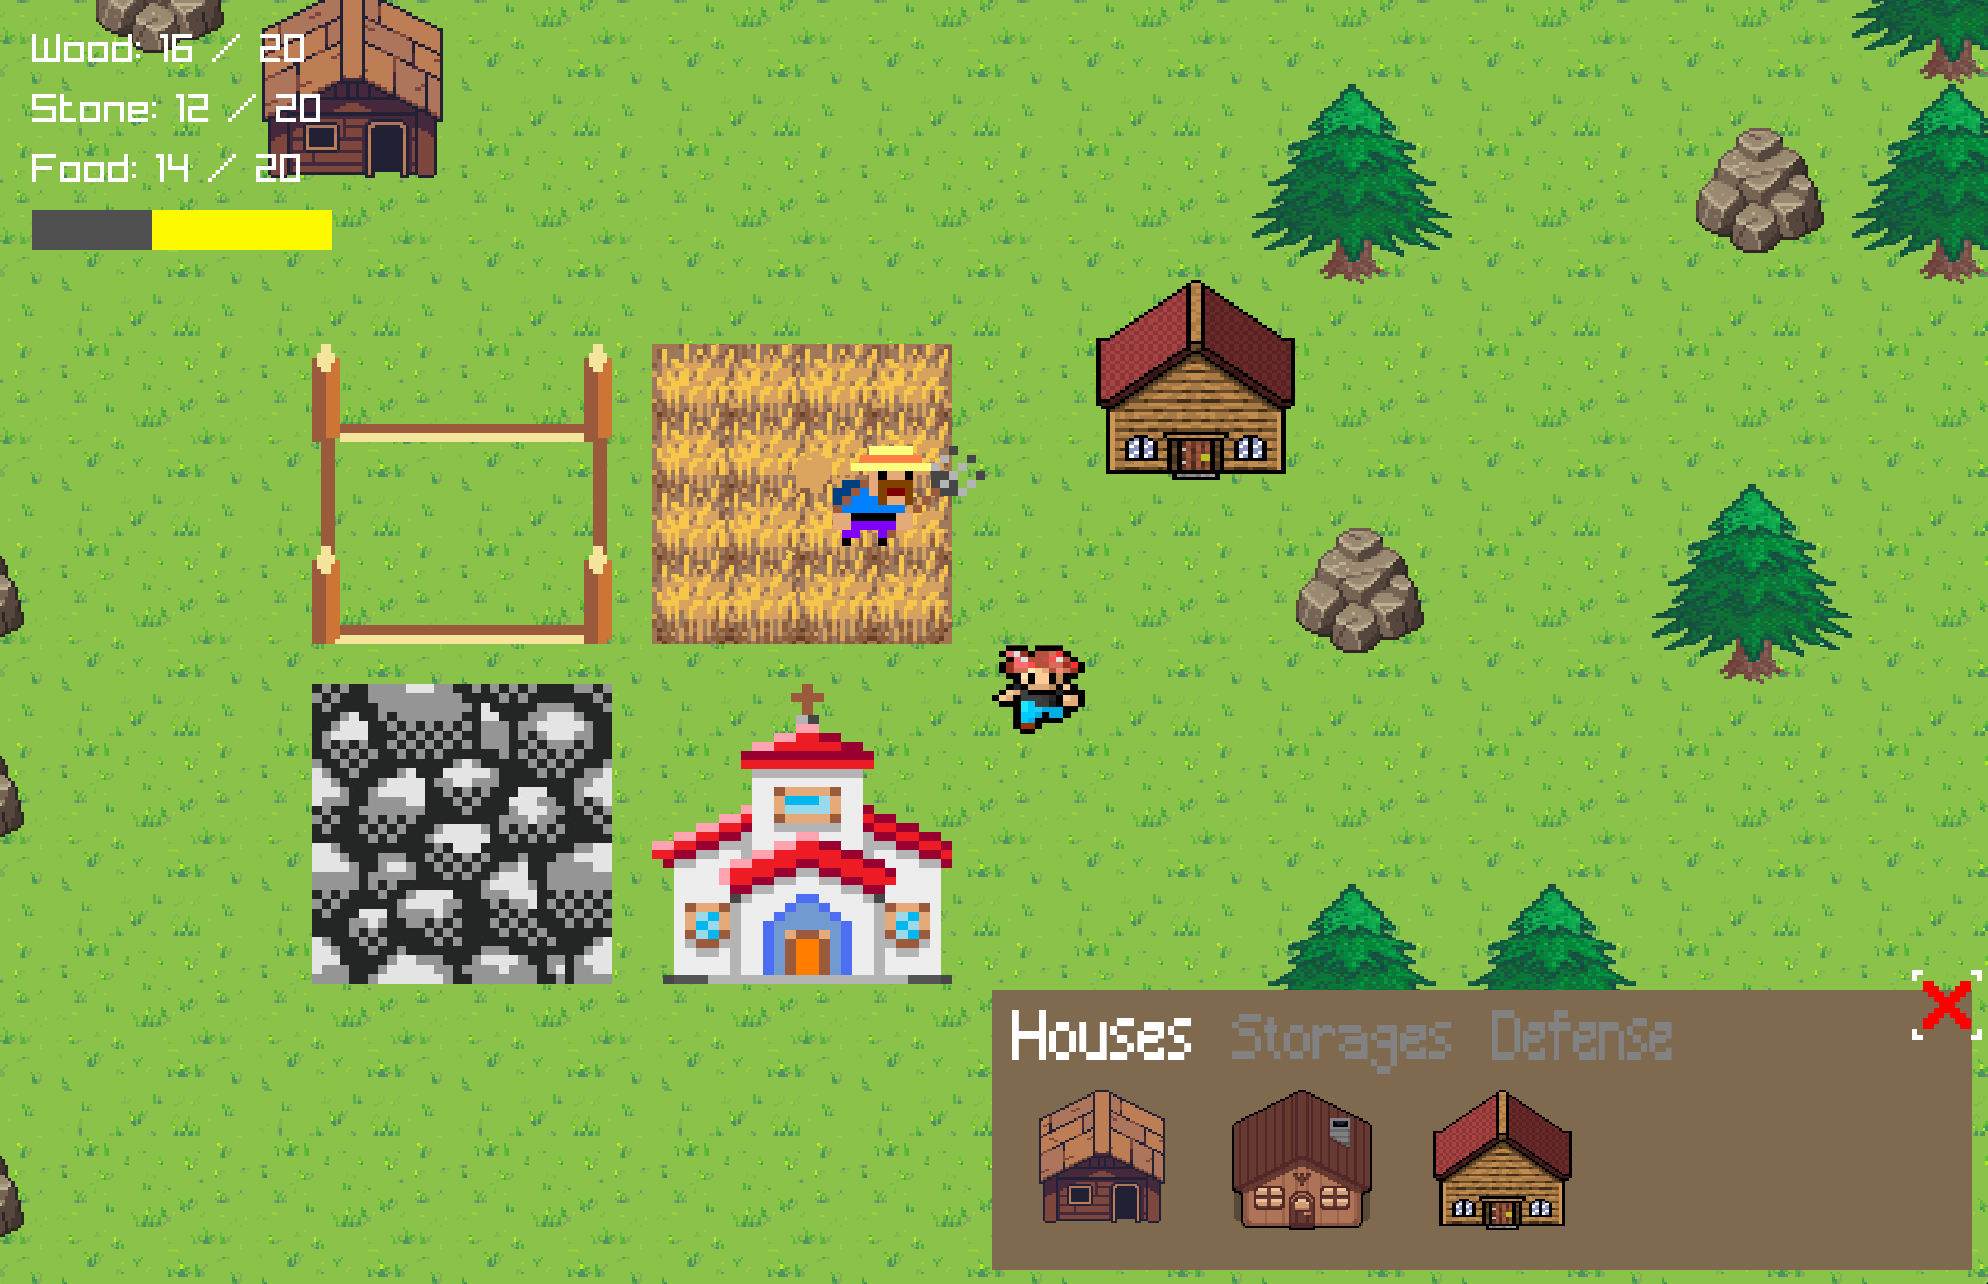 Wood: 16 / 20
Stone: 12 / 20
Food: 14 / 20
Houses Storages Defense